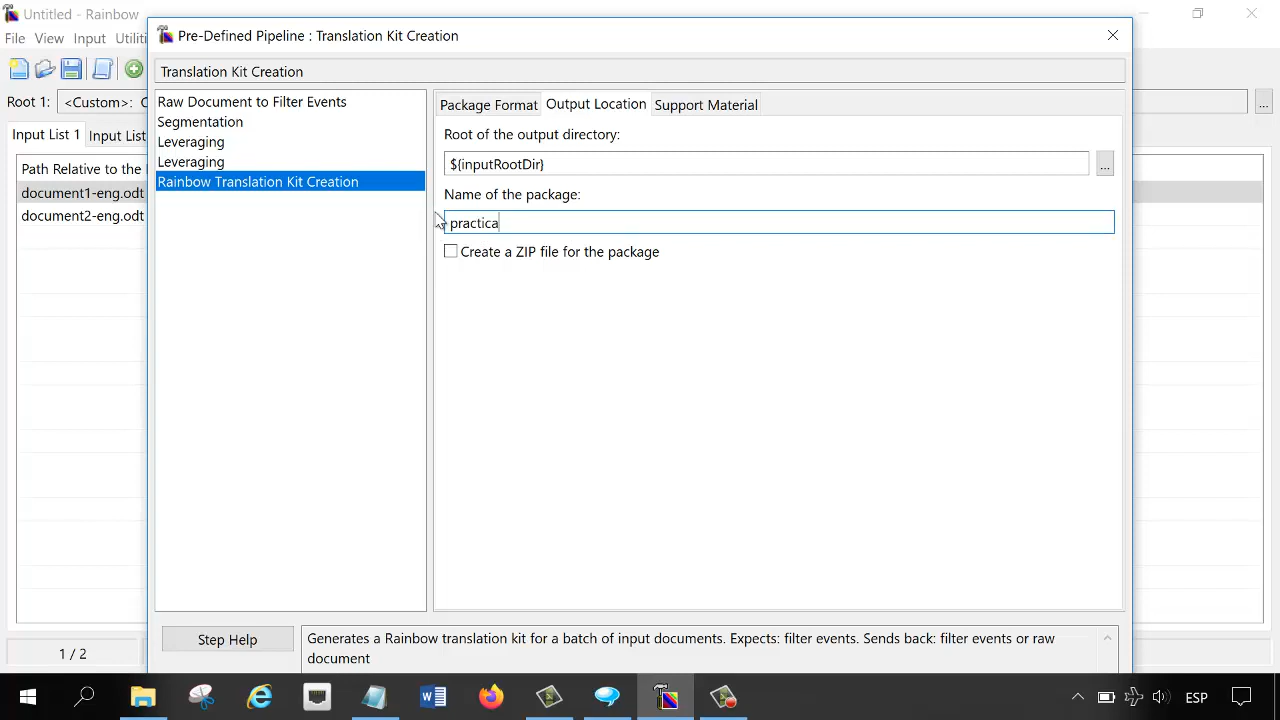 Untitled - Rainbow
File View Input Utiliti
Root 1: <Custom>: C
...
Input List 1 Input List
Path Relative to the
document1-eng.odt
document2-eng.odt
1 / 2
Pre-Defined Pipeline : Translation Kit Creation
Translation Kit Creation
Raw Document to Filter Events
Segmentation
Leveraging
Leveraging
Rainbow Translation Kit Creation
Package Format Output Location Support Material
Root of the output directory:
${inputRootDir}
...
Name of the package:
practica
Create a ZIP file for the package
Step Help
Generates a Rainbow translation kit for a batch of input documents. Expects: filter events. Sends back: filter events or raw
document
ESP